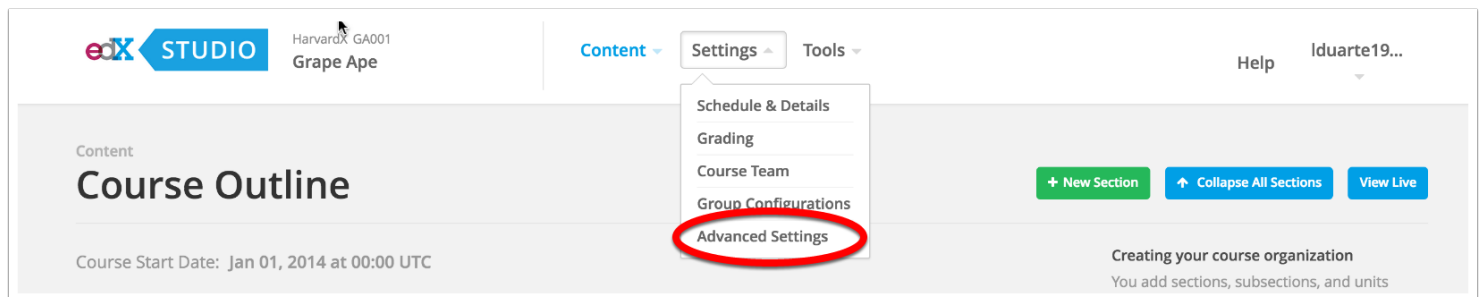 edX STUDIO
HarvardX GA001
Grape Ape
Content
Settings
Tools
Help
lduarte19...
Schedule & Details
Grading
Course Team
Group Configurations
Advanced Settings
Content
Course Outline
+ New Section
Collapse All Sections
View Live
Course Start Date: Jan 01, 2014 at 00:00 UTC
Creating your course organization
You add sections, subsections, and units